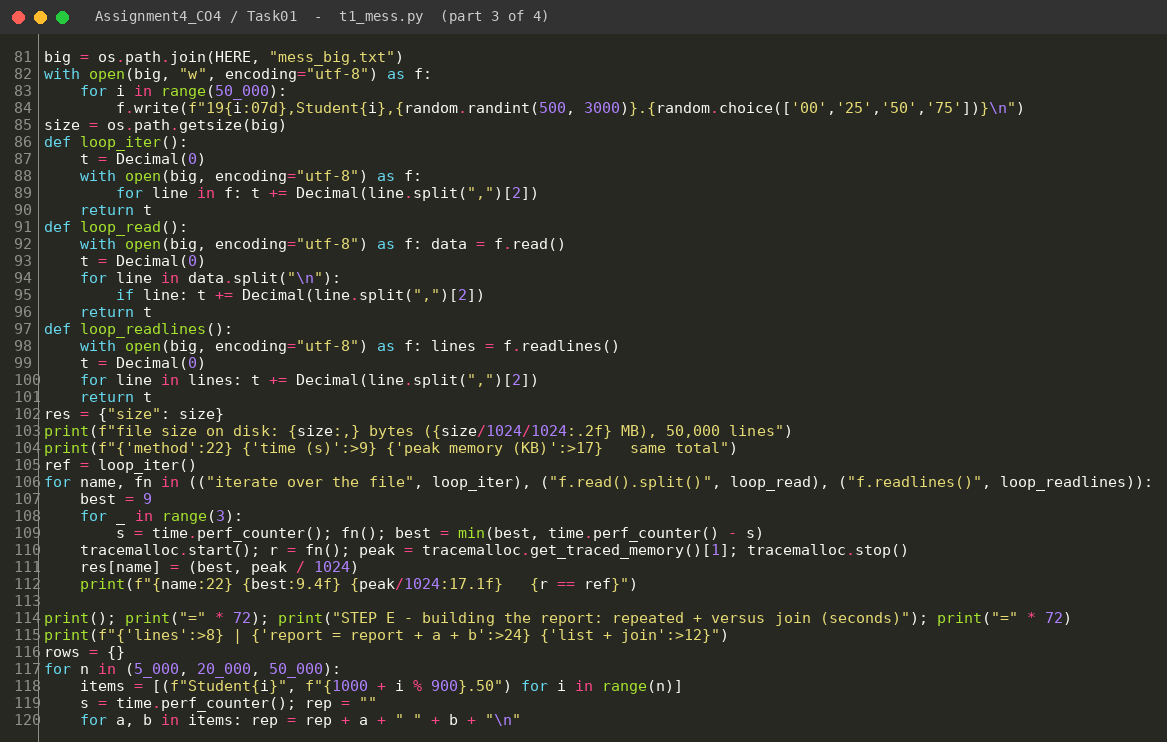 Assignment4_CO4 / Task01  -  t1_mess.py  (part 3 of 4)
81 big = os.path.join(HERE, "mess_big.txt")
82 with open(big, "w", encoding="utf-8") as f:
83     for i in range(50_000):
84         f.write(f"19{i:07d},Student{i},{random.randint(500, 3000)}.{random.choice(['00','25','50','75'])}\n")
85 size = os.path.getsize(big)
86 def loop_iter():
87     t = Decimal(0)
88     with open(big, encoding="utf-8") as f:
89         for line in f: t += Decimal(line.split(",")[2])
90     return t
91 def loop_read():
92     with open(big, encoding="utf-8") as f: data = f.read()
93     t = Decimal(0)
94     for line in data.split("\n"):
95         if line: t += Decimal(line.split(",")[2])
96     return t
97 def loop_readlines():
98     with open(big, encoding="utf-8") as f: lines = f.readlines()
99     t = Decimal(0)
100     for line in lines: t += Decimal(line.split(",")[2])
101     return t
102 res = {"size": size}
103 print(f"file size on disk: {size:,} bytes ({size/1024/1024:.2f} MB), 50,000 lines")
104 print(f"{'method':22} {'time (s)':>9} {'peak memory (KB)':>17}   same total")
105 ref = loop_iter()
106 for name, fn in (("iterate over the file", loop_iter), ("f.read().split()", loop_read), ("f.readlines()", loop_readlines)):
107     best = 9
108     for _ in range(3):
109         s = time.perf_counter(); fn(); best = min(best, time.perf_counter() - s)
110     tracemalloc.start(); r = fn(); peak = tracemalloc.get_traced_memory()[1]; tracemalloc.stop()
111     res[name] = (best, peak / 1024)
112     print(f"{name:22} {best:9.4f} {peak/1024:17.1f}   {r == ref}")
113
114 print(); print("=" * 72); print("STEP E - building the report: repeated + versus join (seconds)"); print("=" * 72)
115 print(f"{'lines':>8} | {'report = report + a + b':>24} {'list + join':>12}")
116 rows = {}
117 for n in (5_000, 20_000, 50_000):
118     items = [(f"Student{i}", f"{1000 + i % 900}.50") for i in range(n)]
119     s = time.perf_counter(); rep = ""
120     for a, b in items: rep = rep + a + " " + b + "\n"